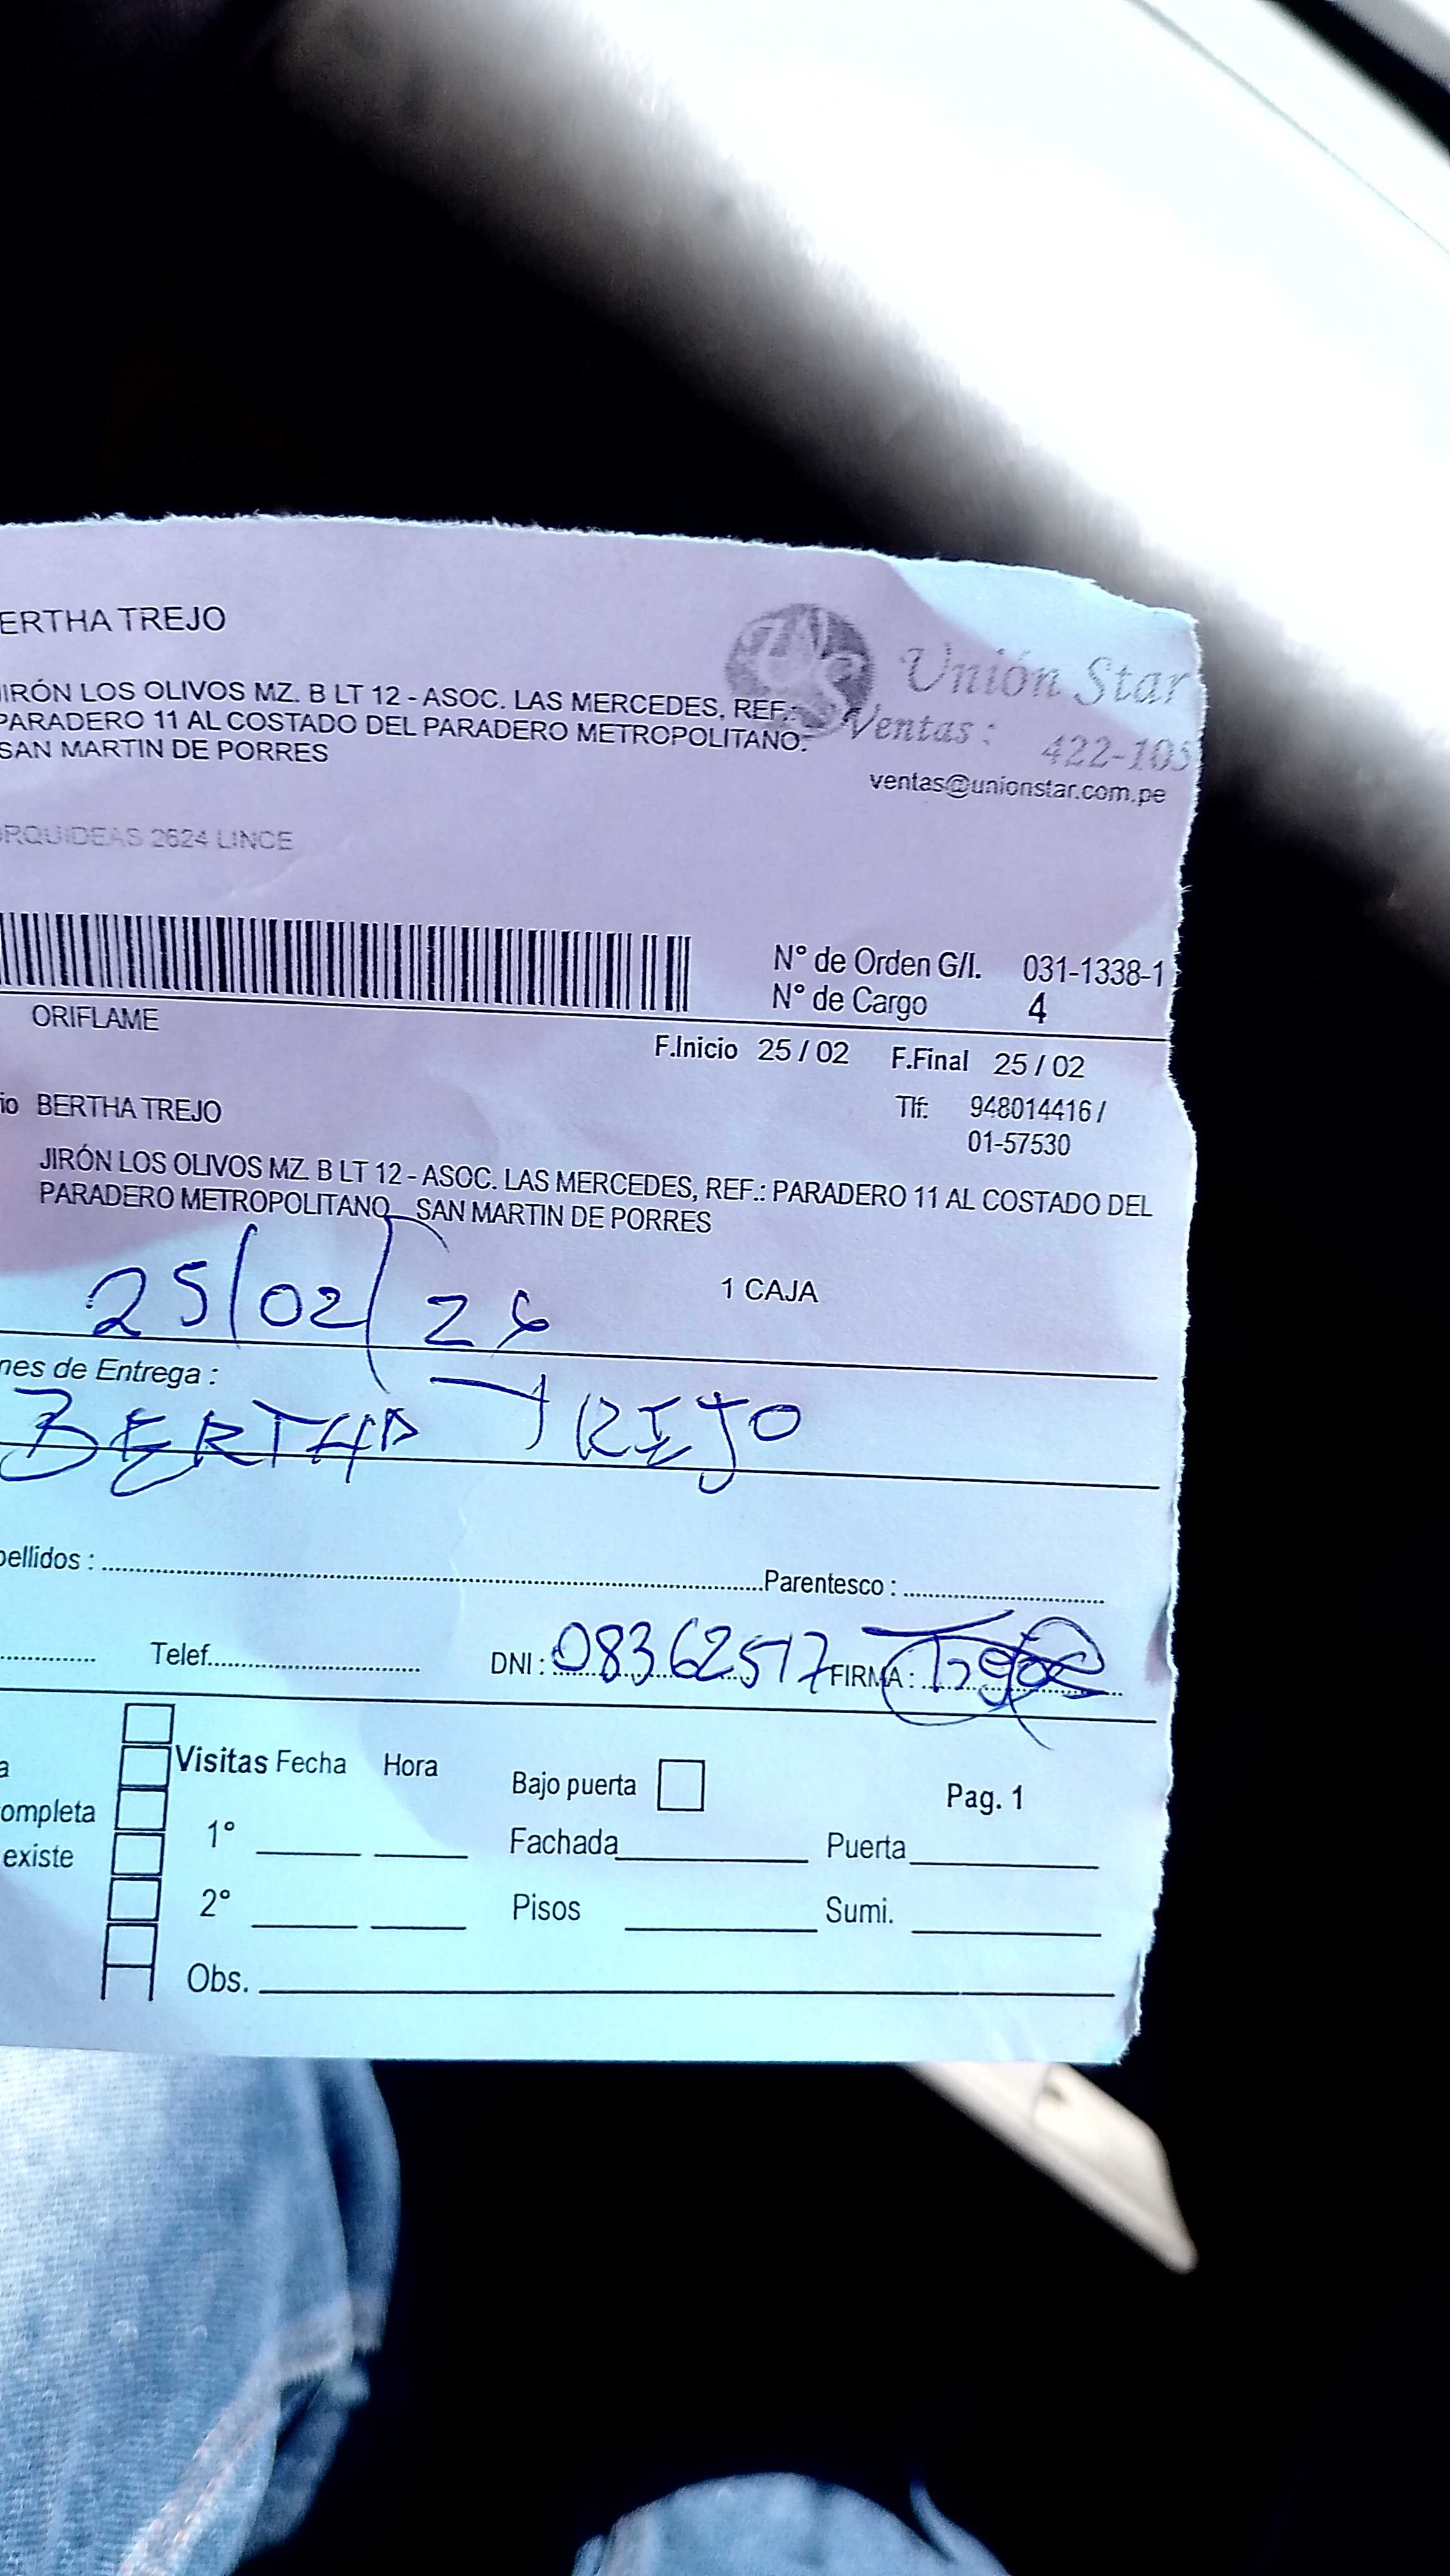 ERTHA TREJO
Unión Star
JIRÓN LOS OLIVOS MZ. B LT 12 - ASOC. LAS MERCEDES, REF.:
PARADERO 11 AL COSTADO DEL PARADERO METROPOLITANO.
Ventas :
422-105
SAN MARTIN DE PORRES
ventas@unionstar.com.pe
ORQUIDEAS 2624 LINCE
N° de Orden G/I. 031-1338-1
N° de Cargo 4
ORIFLAME
F.Inicio 25 / 02 F.Final 25 / 02
io BERTHA TREJO
Tlf: 948014416 /
01-57530
JIRÓN LOS OLIVOS MZ. B LT 12 - ASOC. LAS MERCEDES, REF.: PARADERO 11 AL COSTADO DEL
PARADERO METROPOLITANO SAN MARTIN DE PORRES
1 CAJA
25/02/26
nes de Entrega :
BERTHA TREJO
pellidos : Parentesco :
Telef. DNI : 08362517 FIRMA :
Visitas Fecha Hora Bajo puerta Pag. 1
a
ompleta
1° Fachada Puerta
existe
2° Pisos Sumi.
Obs.